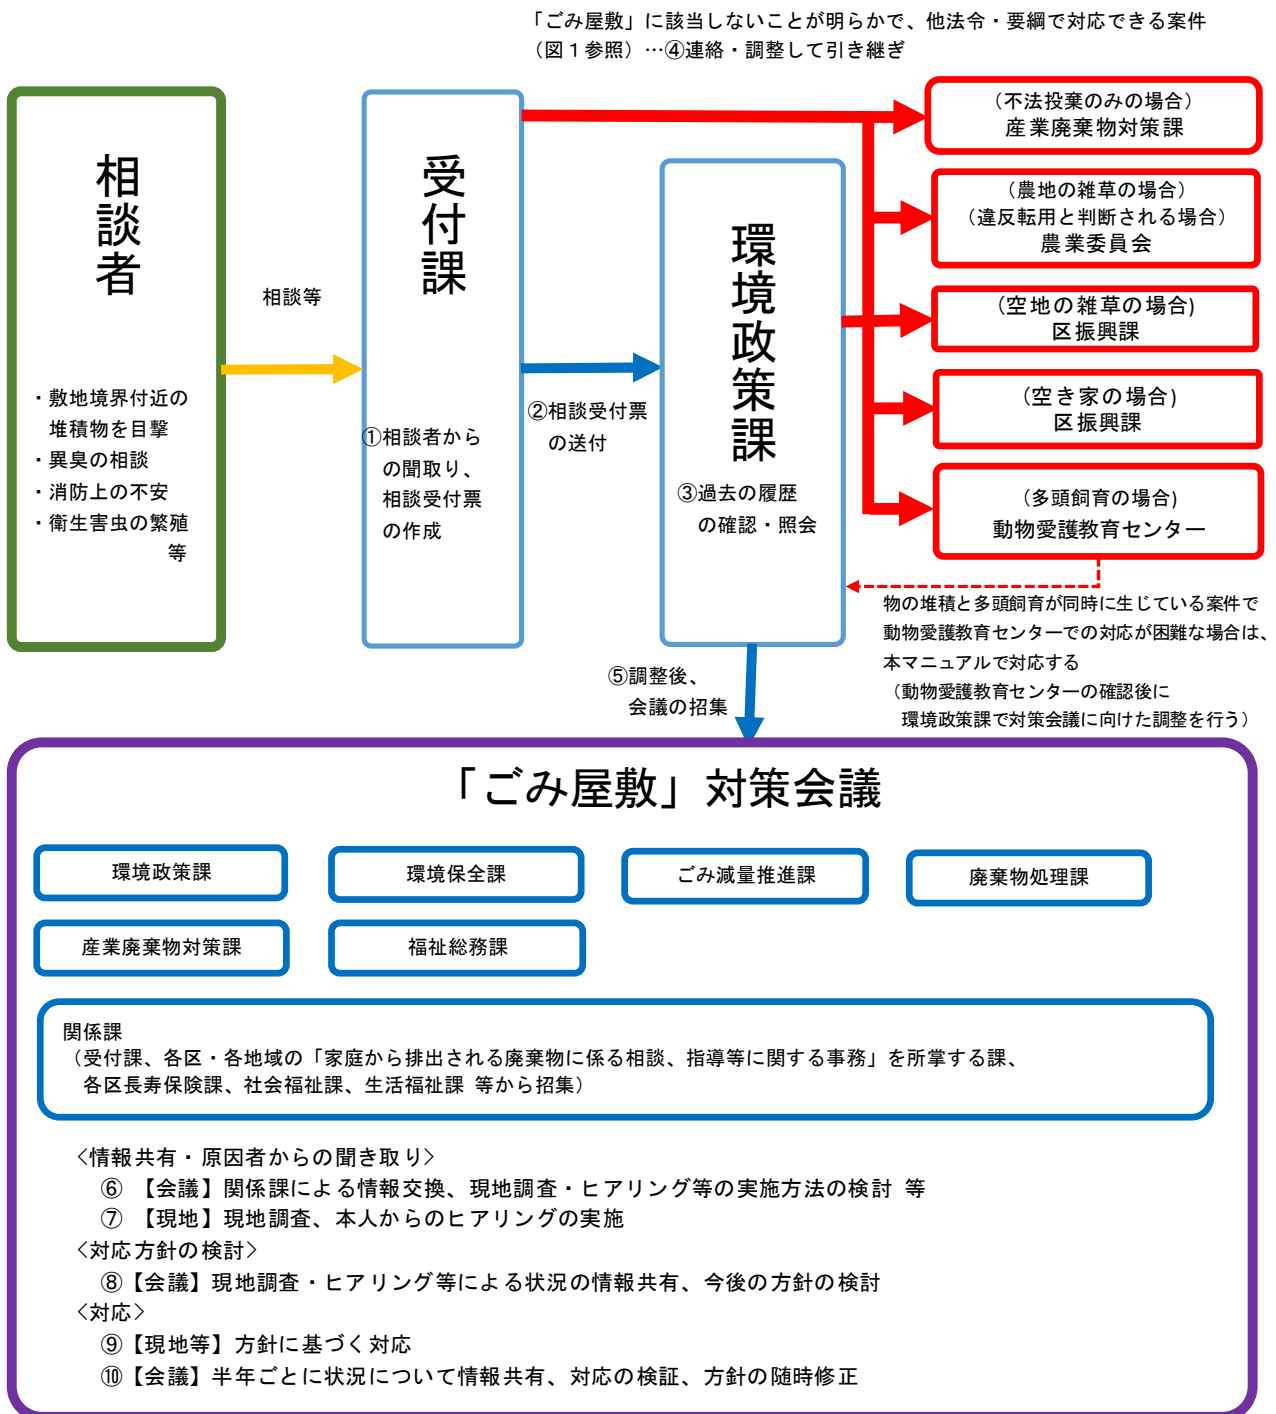 「ごみ屋敷」に該当しないことが明らかで、他法令・要綱で対応できる案件
（図１参照）…④連絡・調整して引き継ぎ
相談者
・敷地境界付近の
堆積物を目撃
・異臭の相談
・消防上の不安
・衛生害虫の繁殖
等
相談等
受付課
①相談者から
の聞取り、
相談受付票
の作成
②相談受付票
の送付
環境政策課
③過去の履歴
の確認・照会
（不法投棄のみの場合）
産業廃棄物対策課
（農地の雑草の場合）
（違反転用と判断される場合）
農業委員会
（空地の雑草の場合)
区振興課
（空き家の場合)
区振興課
（多頭飼育の場合)
動物愛護教育センター
物の堆積と多頭飼育が同時に生じている案件で
動物愛護教育センターでの対応が困難な場合は、
本マニュアルで対応する
（動物愛護教育センターの確認後に
環境政策課で対策会議に向けた調整を行う）
⑤調整後、
会議の招集
「ごみ屋敷」対策会議
環境政策課
環境保全課
ごみ減量推進課
廃棄物処理課
産業廃棄物対策課
福祉総務課
関係課
（受付課、各区・各地域の「家庭から排出される廃棄物に係る相談、指導等に関する事務」を所掌する課、
各区長寿保険課、社会福祉課、生活福祉課 等から招集）
＜情報共有・原因者からの聞き取り＞
⑥ 【会議】関係課による情報交換、現地調査・ヒアリング等の実施方法の検討 等
⑦ 【現地】現地調査、本人からのヒアリングの実施
＜対応方針の検討＞
⑧【会議】現地調査・ヒアリング等による状況の情報共有、今後の方針の検討
＜対応＞
⑨【現地等】方針に基づく対応
⑩【会議】半年ごとに状況について情報共有、対応の検証、方針の随時修正